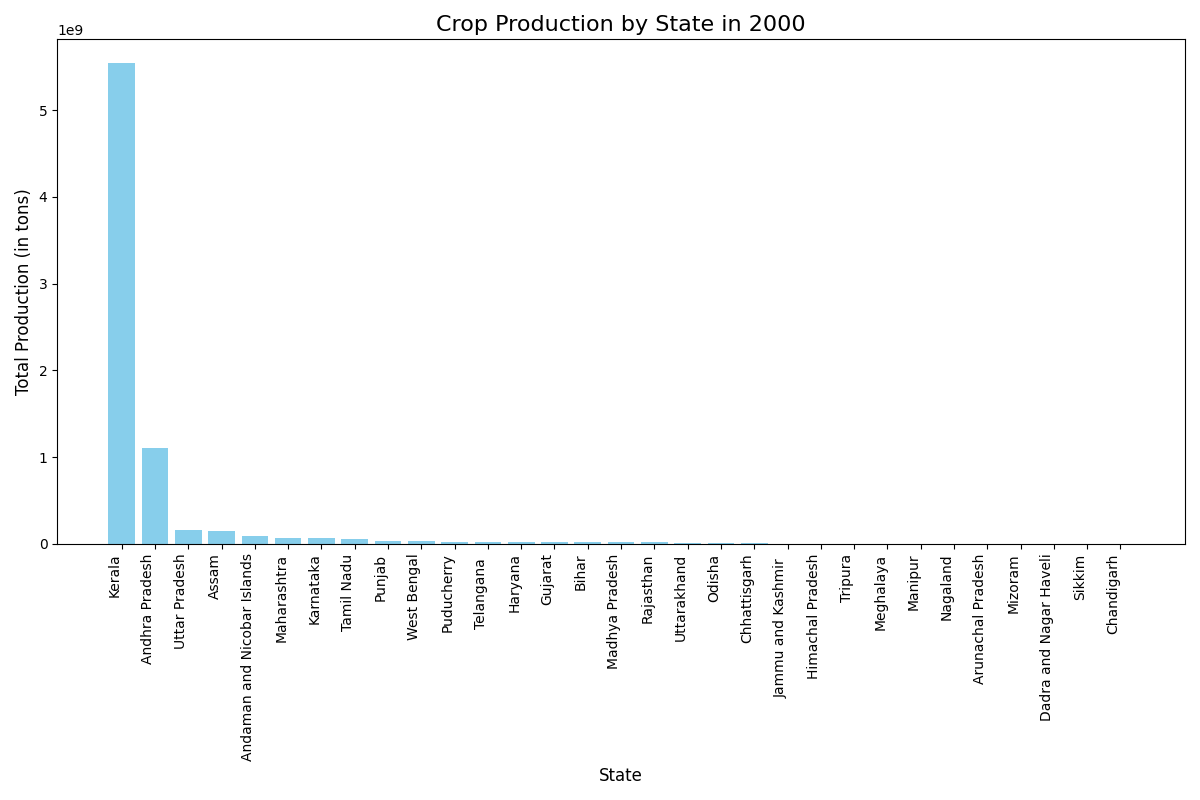 Crop Production by State in 2000
1e9
5
4
3
2
1
0
Total Production (in tons)
Kerala
Andhra Pradesh
Uttar Pradesh
Assam
Andaman and Nicobar Islands
Maharashtra
Karnataka
Tamil Nadu
Punjab
West Bengal
Puducherry
Telangana
Haryana
Gujarat
Bihar
Madhya Pradesh
Rajasthan
Uttarakhand
Odisha
Chhattisgarh
Jammu and Kashmir
Himachal Pradesh
Tripura
Meghalaya
Manipur
Nagaland
Arunachal Pradesh
Mizoram
Dadra and Nagar Haveli
Sikkim
Chandigarh
State